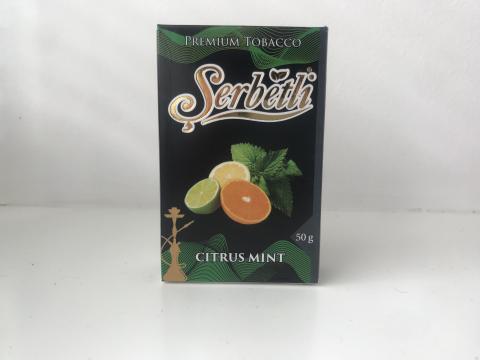 PREMIUM TOBACCO
Şerbetli
50 g
CITRUS MINT